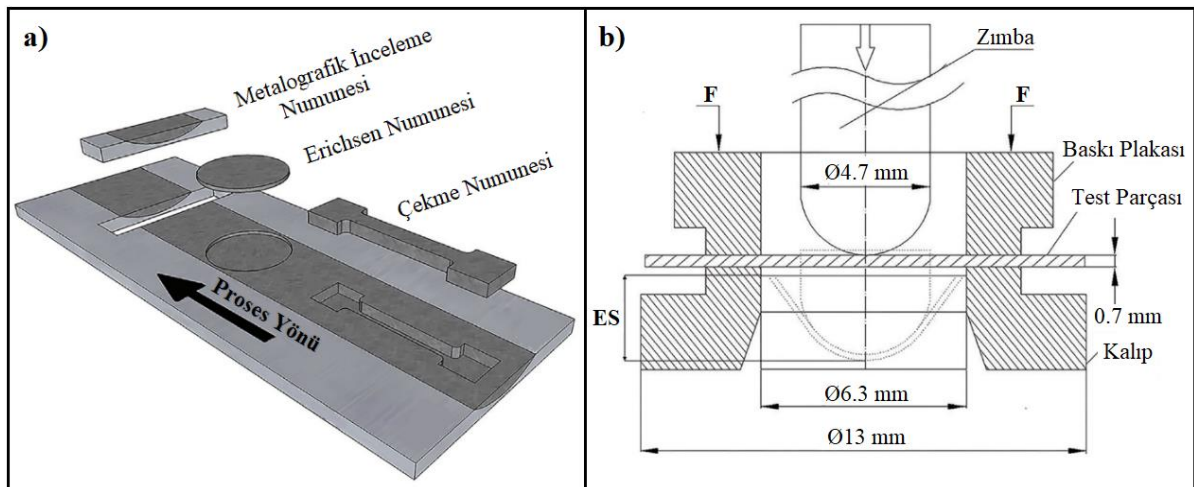 a)
Metalografik İnceleme
Numunesi
Erichsen Numunesi
Çekme Numunesi
Proses Yönü
b)
Zımba
F
F
Baskı Plakası
Ø4.7 mm
Test Parçası
ES
0.7 mm
Kalıp
Ø6.3 mm
Ø13 mm